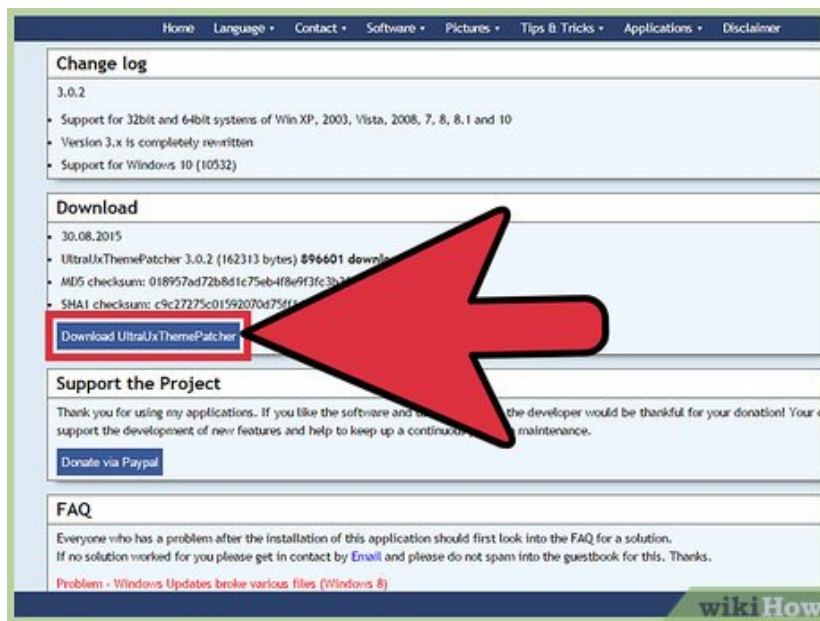 Home Language Contact Software Pictures Tips & Tricks Applications Disclaimer
Change log
3.0.2
Support for 32bit and 64bit systems of Win XP, 2003, Vista, 2008, 7, 8, 8.1 and 10
Version 3.x is completely rewritten
Support for Windows 10 (10532)
Download
30.08.2015
UltraUxThemePatcher 3.0.2 (162313 bytes) 896601
MD5 checksum:
SHA1 checksum:
Download UltraUxThemePatcher
Support the Project
Thank you for using my applications. If you like the software and the developer would be thankful for your donation! Your
support the development of new features and help to keep up a maintenance.
Donate via Paypal
FAQ
Everyone who has a problem after the installation of this application should first look into the FAQ for a solution.
If no solution worked for you please get in contact by Email and please do not spam into the guestbook for this. Thanks.
Problem - Windows Updates broke various files (Windows 8)
wikiHow